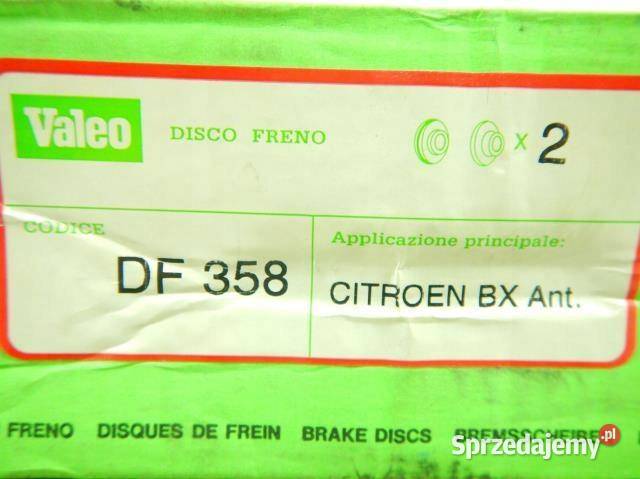 Valeo
DISCO FRENO
x 2
CODICE
DF 358
Applicazione principale:
CITROEN BX Ant.
FRENO DISQUES DE FREIN BRAKE DISCS BREMSSCHEIBE
Sprzedajemy.pl